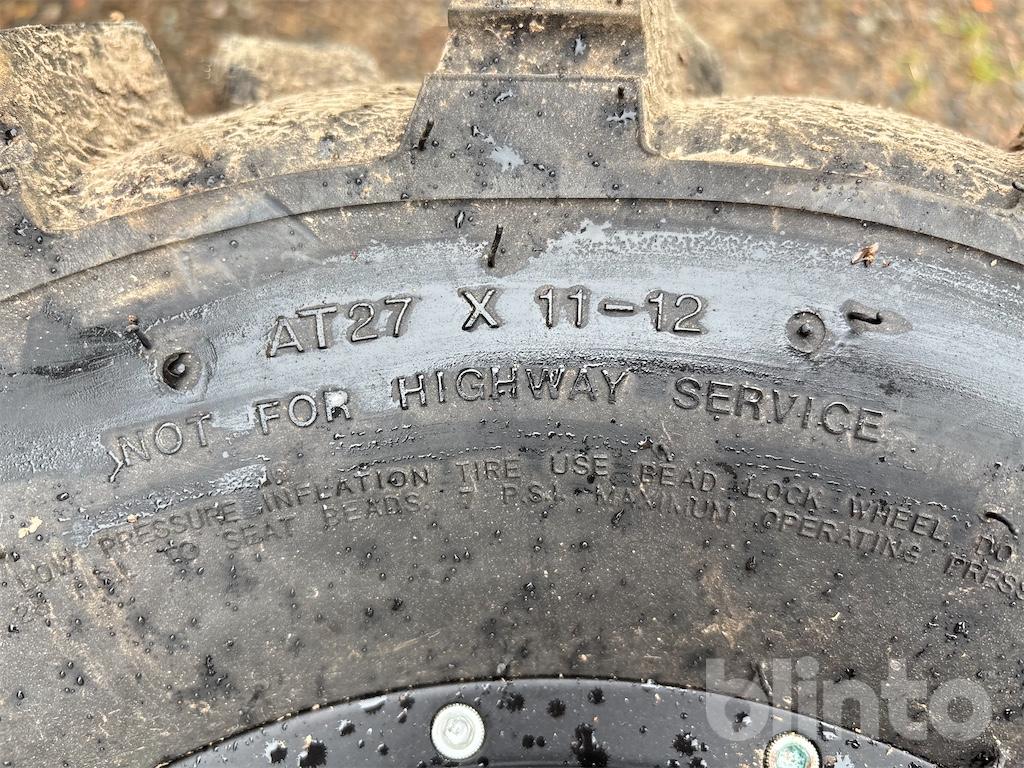 AT27 X 11-12
NOT FOR HIGHWAY SERVICE
PRESSURE INFLATION TIRE USE BEAD LOCK WHEEL. DO
TO SEAT BEADS. - P.S.I. MAXIMUM OPERATING PRESS
blinto